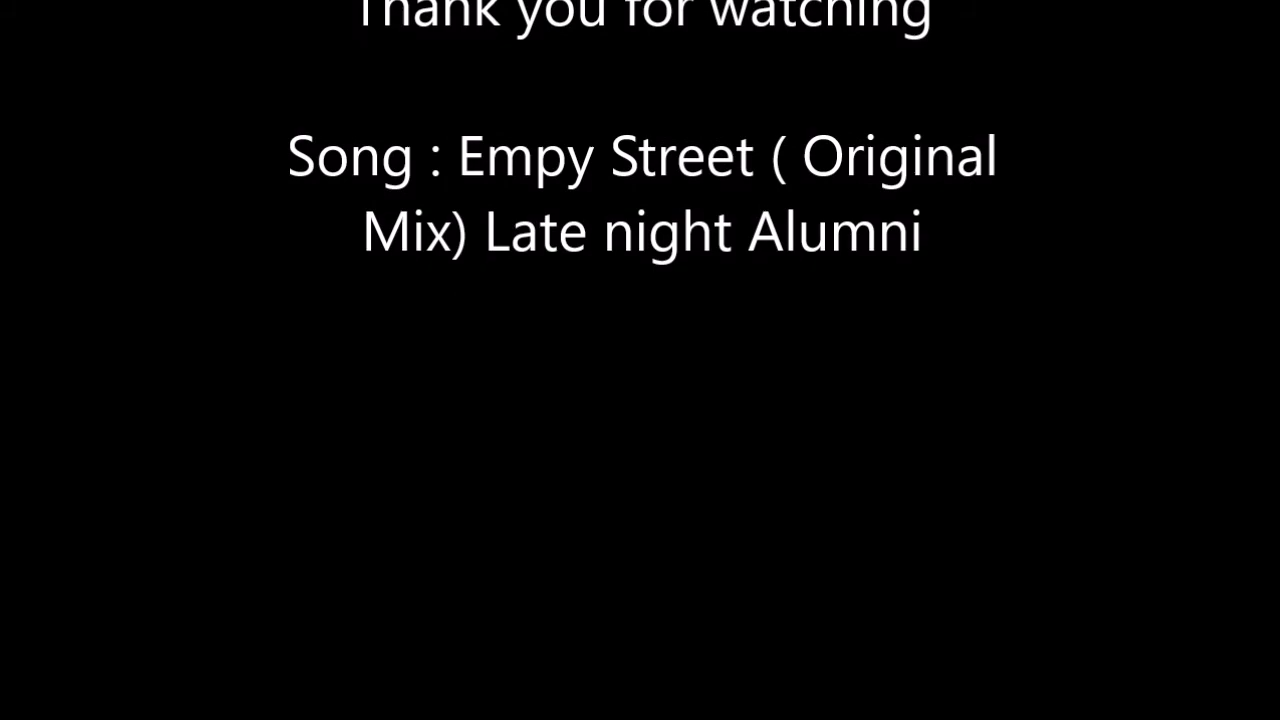 Thank you for watching
Song : Empy Street ( Original
Mix) Late night Alumni